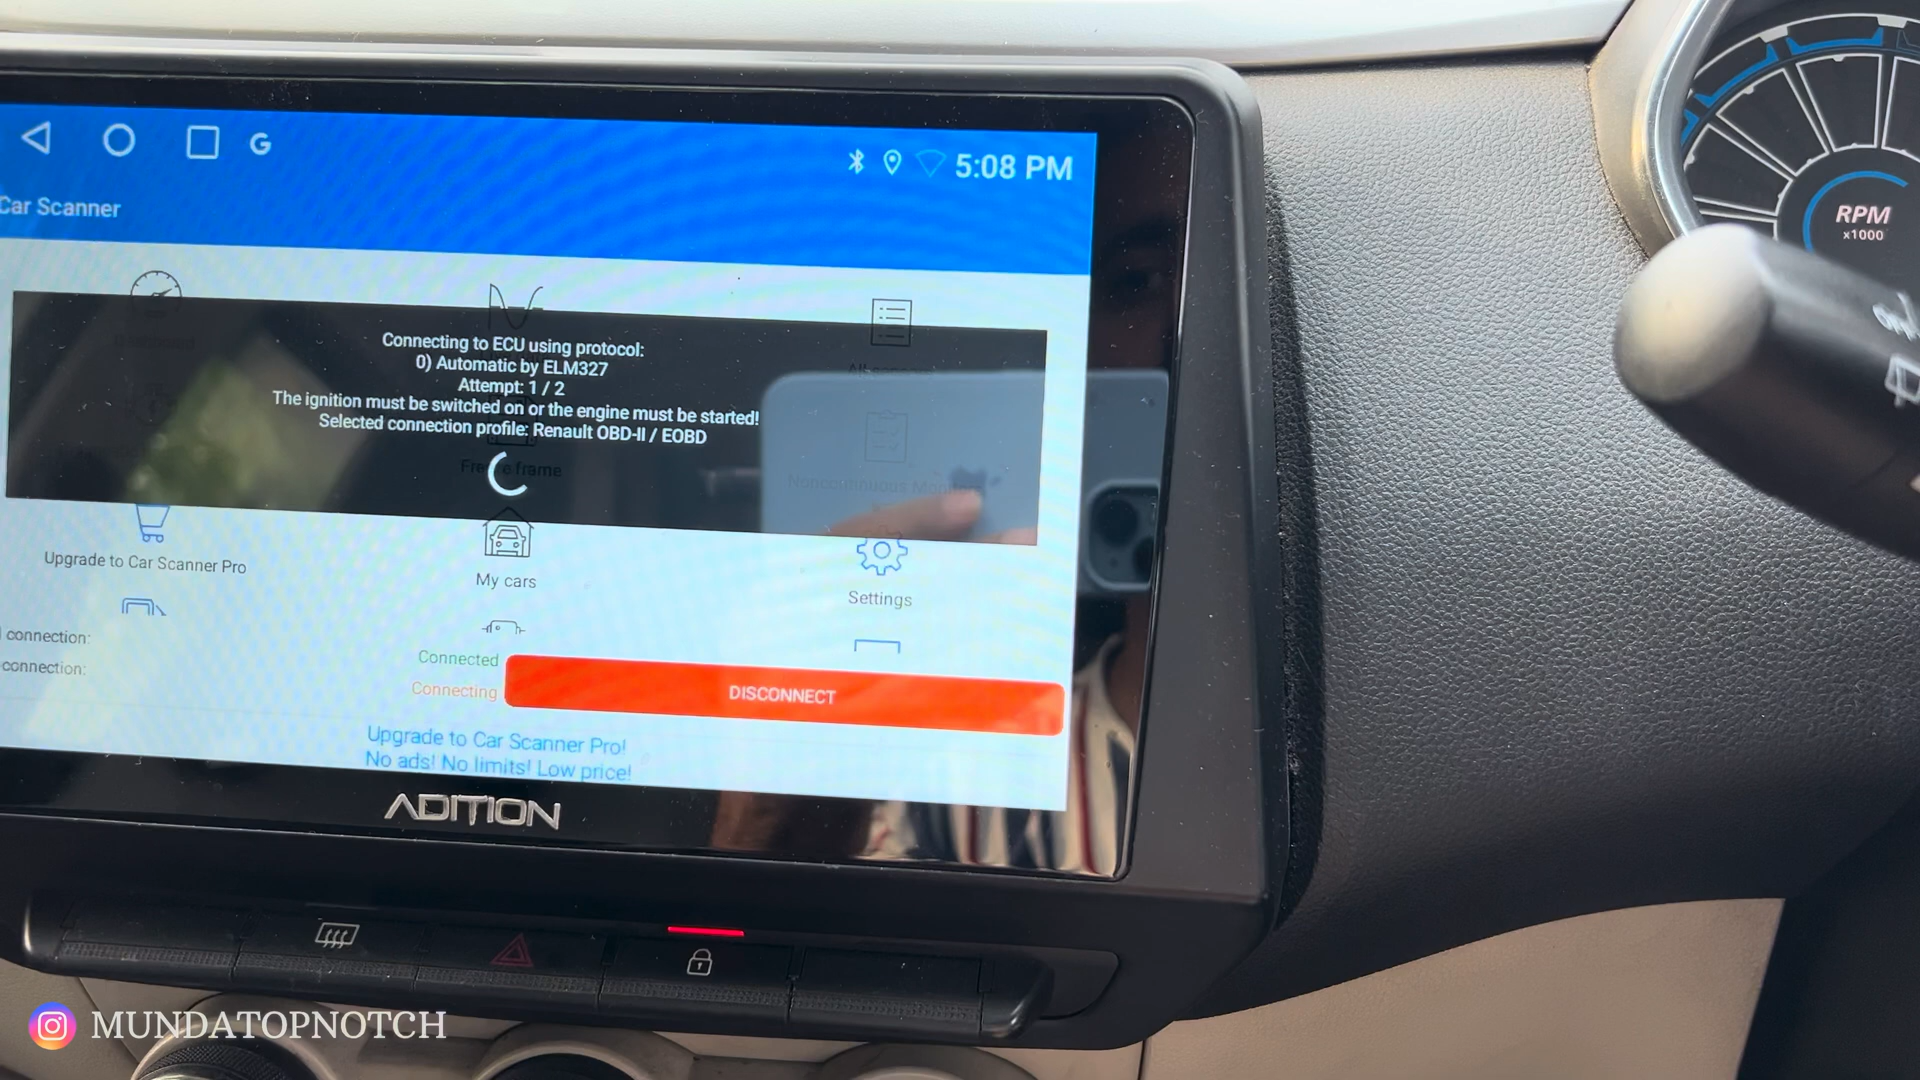 G
5:08 PM
Car Scanner
Connecting to ECU using protocol:
0) Automatic by ELM327
Attempt: 1 / 2
The ignition must be switched on or the engine must be started!
Selected connection profile: Renault OBD-II / EOBD
Freeze frame
Noncontinuous
Upgrade to Car Scanner Pro
My cars
Settings
connection:
Connected
connection:
Connecting
DISCONNECT
Upgrade to Car Scanner Pro!
No ads! No limits! Low price!
ADITION
RPM
x1000
MUNDATOPNOTCH